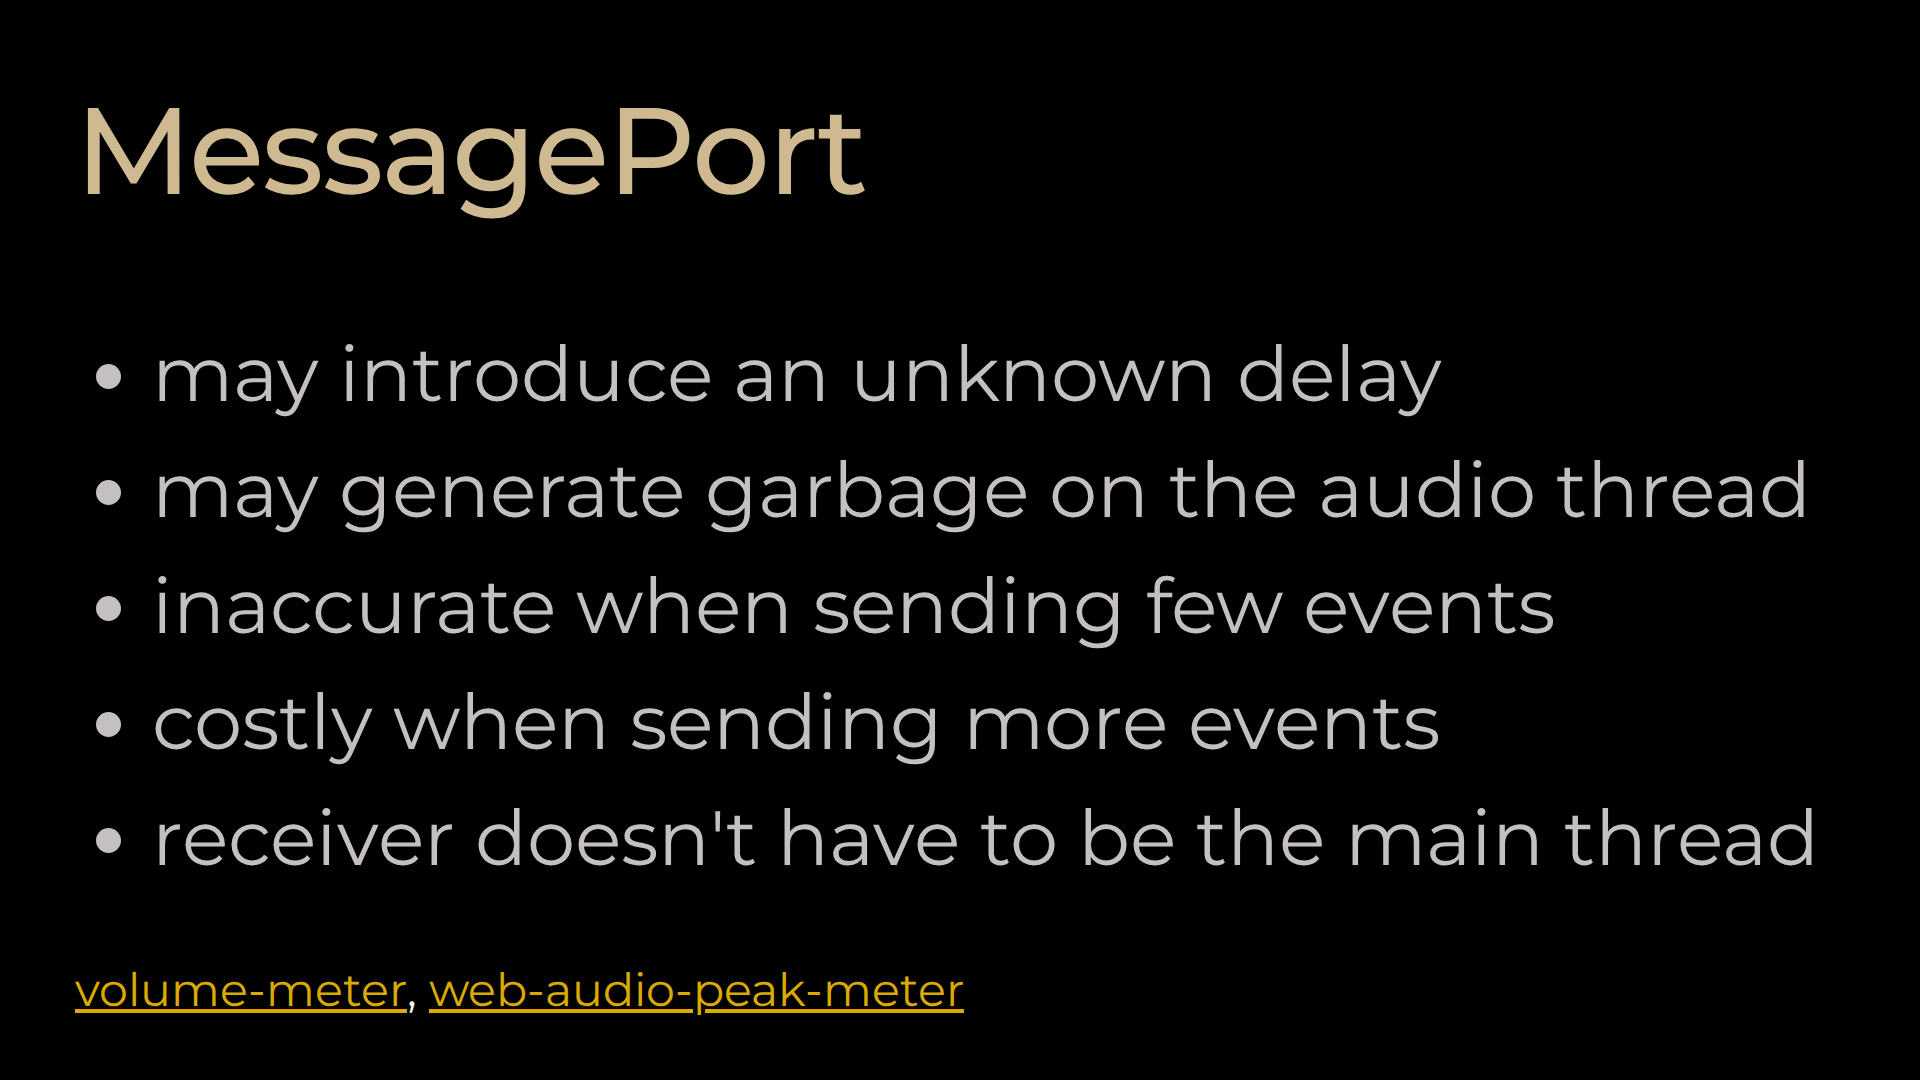 MessagePort
• may introduce an unknown delay
• may generate garbage on the audio thread
• inaccurate when sending few events
• costly when sending more events
• receiver doesn't have to be the main thread
volume-meter, web-audio-peak-meter